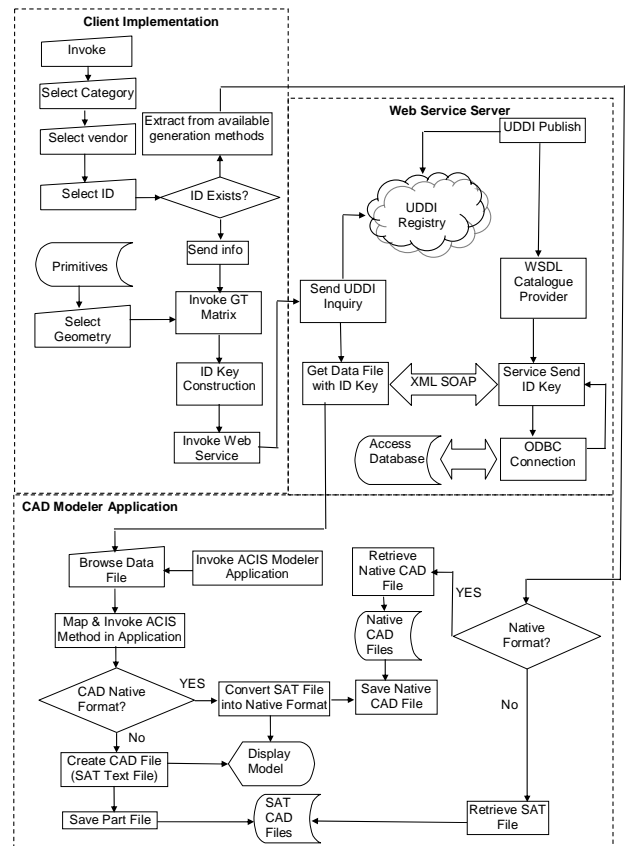 Client Implementation
Invoke
Select Category
Select vendor
Select ID
Extract from available
generation methods
ID Exists?
Send info
Primitives
Select
Geometry
Invoke GT
Matrix
ID Key
Construction
Invoke Web
Service
Web Service Server
UDDI Publish
UDDI
Registry
Send UDDI
Inquiry
WSDL
Catalogue
Provider
Get Data File
with ID Key
XML SOAP
Service Send
ID Key
Access
Database
ODBC
Connection
CAD Modeler Application
Browse Data
File
Invoke ACIS Modeler
Application
Map & Invoke ACIS
Method in Application
CAD Native
Format?
YES
No
Convert SAT File
into Native Format
Create CAD File
(SAT Text File)
Display
Model
Save Part File
SAT
CAD
Files
Retrieve
Native CAD
File
Native
CAD
Files
Save Native
CAD File
YES
Native
Format?
No
Retrieve SAT
File